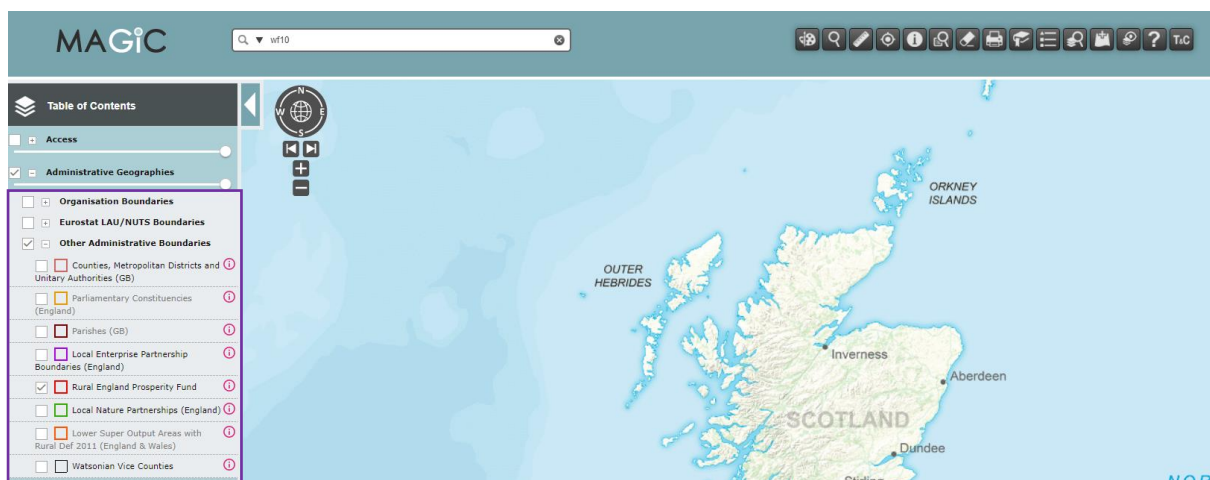 MAGiC
wf10
T&C
Table of Contents
Access
Administrative Geographies
Organisation Boundaries
Eurostat LAU/NUTS Boundaries
Other Administrative Boundaries
Counties, Metropolitan Districts and
Unitary Authorities (GB)
Parliamentary Constituencies
(England)
Parishes (GB)
Local Enterprise Partnership
Boundaries (England)
Rural England Prosperity Fund
Local Nature Partnerships (England)
Lower Super Output Areas with
Rural Def 2011 (England & Wales)
Watsonian Vice Counties
N
W
E
S
ORKNEY
ISLANDS
OUTER
HEBRIDES
Inverness
Aberdeen
SCOTLAND
Dundee
Stirling